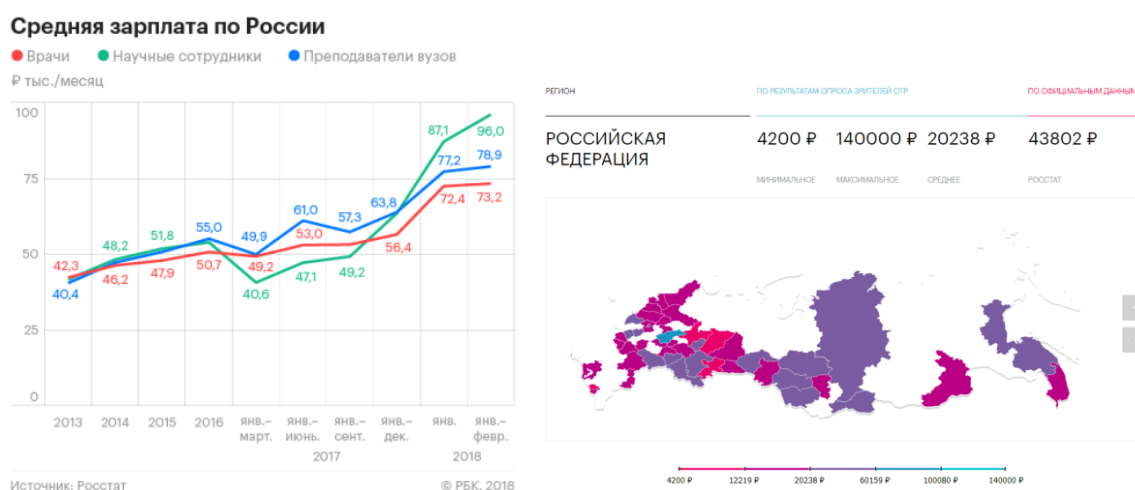 Средняя зарплата по России
Врачи Научные сотрудники Преподаватели вузов
₽ тыс./месяц
100
75
50
25
0
42,3
40,4
48,2
46,2
51,8
47,9
55,0
50,7
49,9
49,2
40,6
61,0
53,0
47,1
57,3
49,2
63,8
56,4
87,1
77,2
72,4
96,0
78,9
73,2
2013 2014 2015 2016 янв.– янв.– янв.– янв.– янв. янв.–
март. июнь. сент. дек. февр.
2017 2018
Источник: Росстат © РБК, 2018
РЕГИОН ПО РЕЗУЛЬТАТАМ ОПРОСА ЗРИТЕЛЕЙ ОТР ПО ОФИЦИАЛЬНЫМ ДАННЫМ
РОССИЙСКАЯ 4200 ₽ 140000 ₽ 20238 ₽ 43802 ₽
ФЕДЕРАЦИЯ
МИНИМАЛЬНОЕ МАКСИМАЛЬНОЕ СРЕДНЕЕ РОССТАТ
4200 ₽ 12219 ₽ 20238 ₽ 60159 ₽ 100080 ₽ 140000 ₽